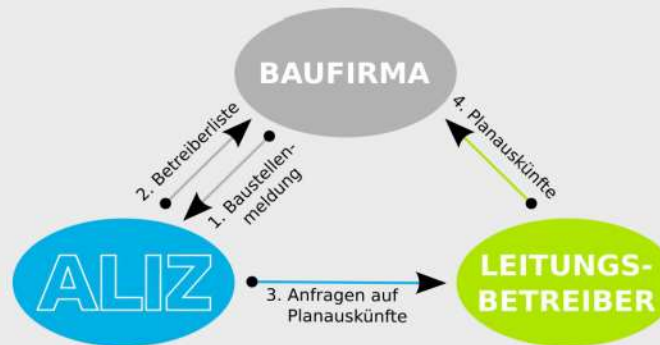 BAUFIRMA
2. Betreiberliste
1. Baustellen-
meldung
4. Planauskünfte
ALIZ
3. Anfragen auf
Planauskünfte
LEITUNGS-
BETREIBER